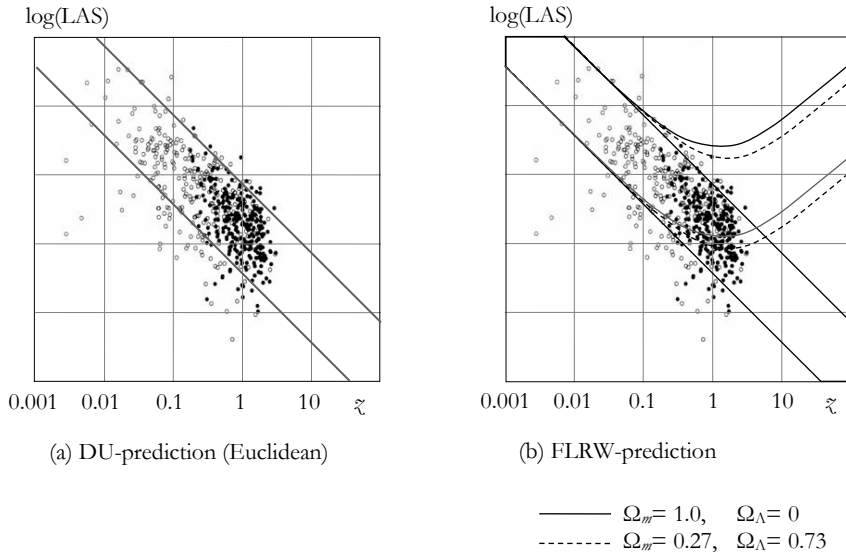 log(LAS)
0.001 0.01 0.1 1 10 z
(a) DU-prediction (Euclidean)
log(LAS)
0.001 0.01 0.1 1 10 z
(b) FLRW-prediction
Ωm= 1.0, ΩΛ= 0
Ωm= 0.27, ΩΛ= 0.73